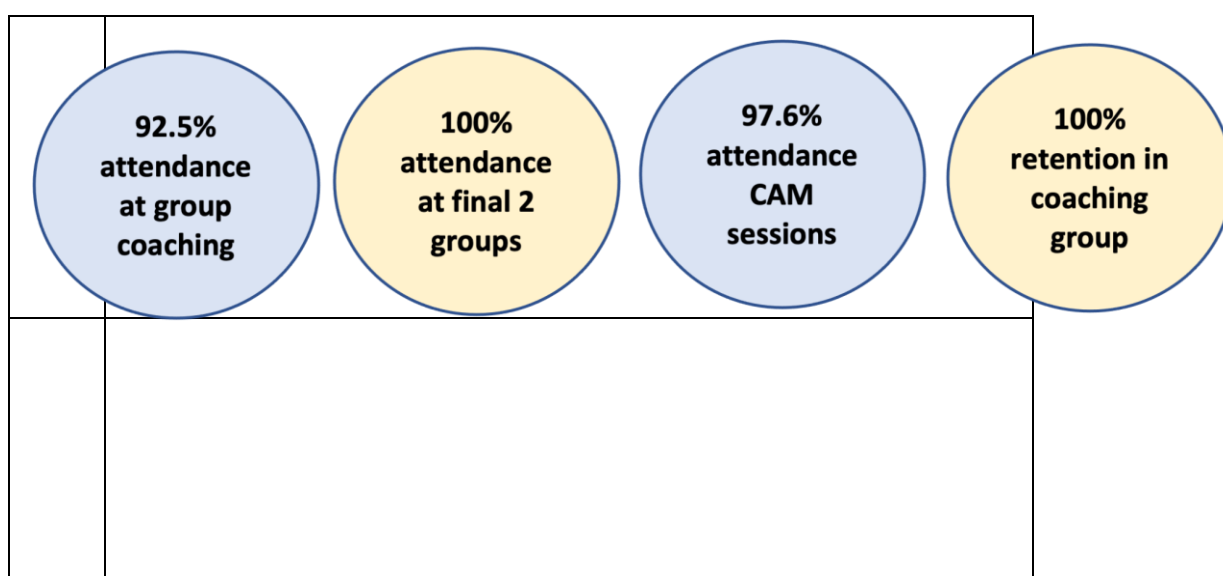 92.5%
attendance
at group
coaching
100%
attendance
at final 2
groups
97.6%
attendance
CAM
sessions
100%
retention in
coaching
group